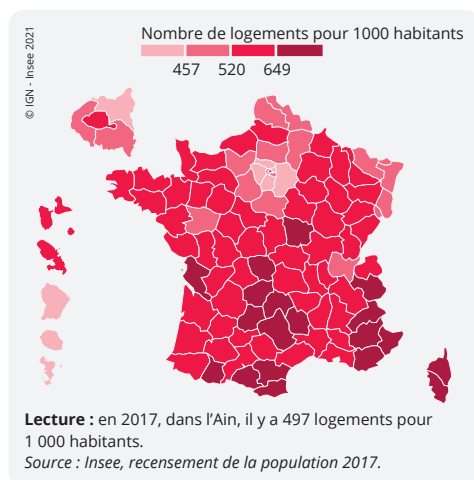 © IGN - Insee 2021
Nombre de logements pour 1000 habitants
457 520 649
Lecture : en 2017, dans l'Ain, il y a 497 logements pour
1 000 habitants.
Source : Insee, recensement de la population 2017.